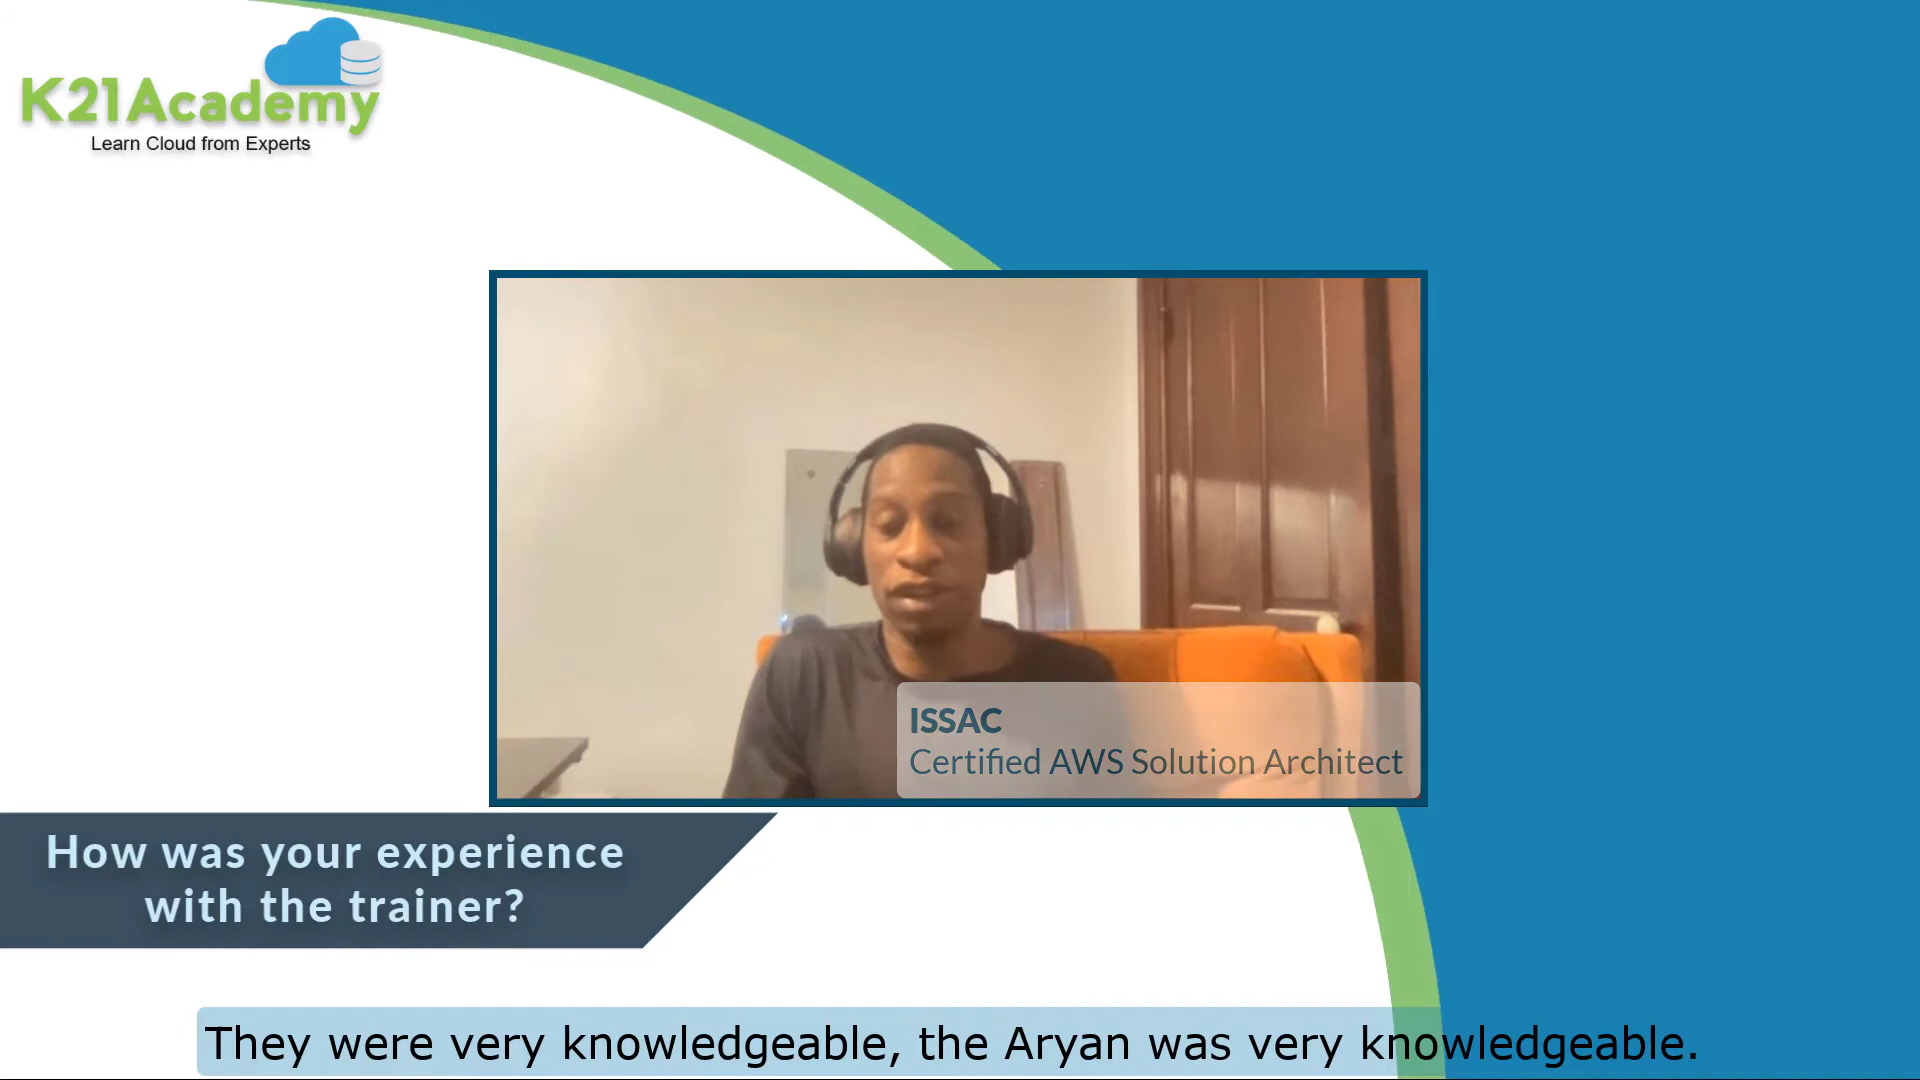 K21Academy
Learn Cloud from Experts
ISSAC
Certified AWS Solution Architect
How was your experience
with the trainer?
They were very knowledgeable, the Aryan was very knowledgeable.